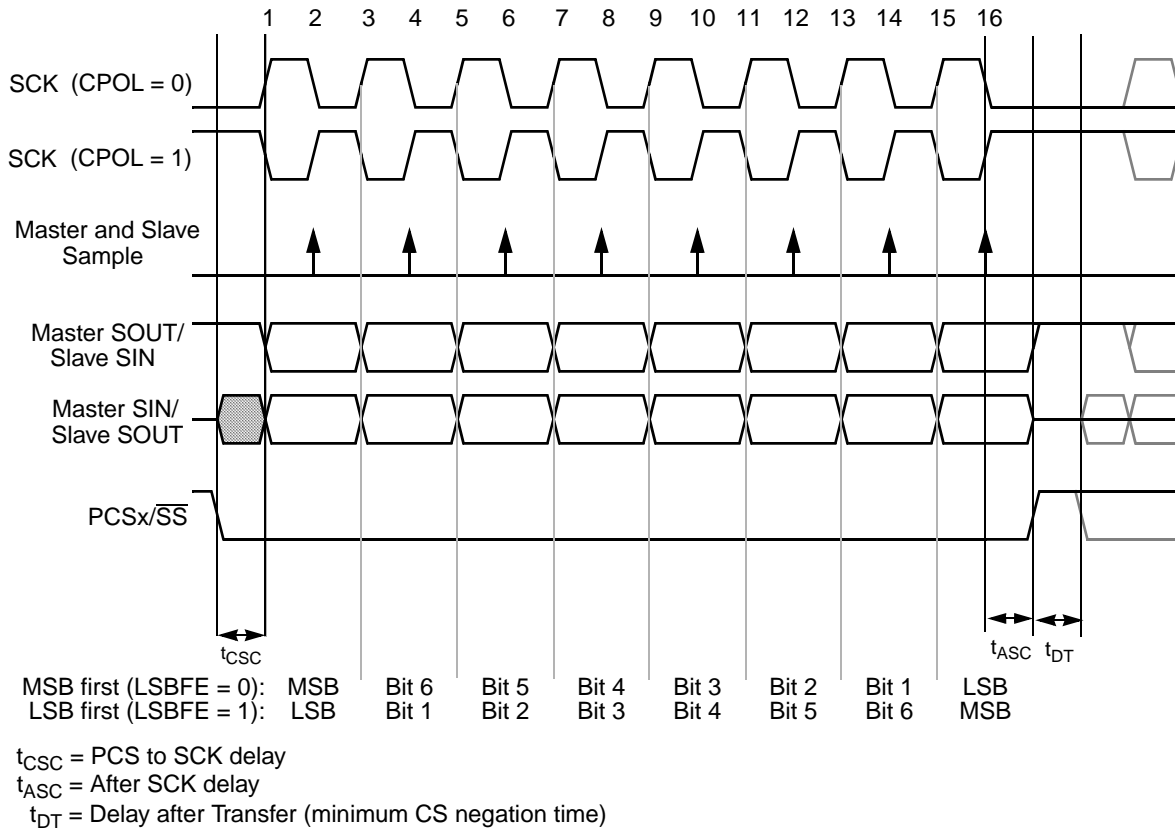 1 2 3 4 5 6 7 8 9 10 11 12 13 14 15 16
SCK (CPOL = 0)
SCK (CPOL = 1)
Master and Slave
Sample
Master SOUT/
Slave SIN
Master SIN/
Slave SOUT
PCSx/SS
tCSC
tASC tDT
MSB first (LSBFE = 0): MSB Bit 6 Bit 5 Bit 4 Bit 3 Bit 2 Bit 1 LSB
LSB first (LSBFE = 1): LSB Bit 1 Bit 2 Bit 3 Bit 4 Bit 5 Bit 6 MSB
tCSC = PCS to SCK delay
tASC = After SCK delay
tDT = Delay after Transfer (minimum CS negation time)